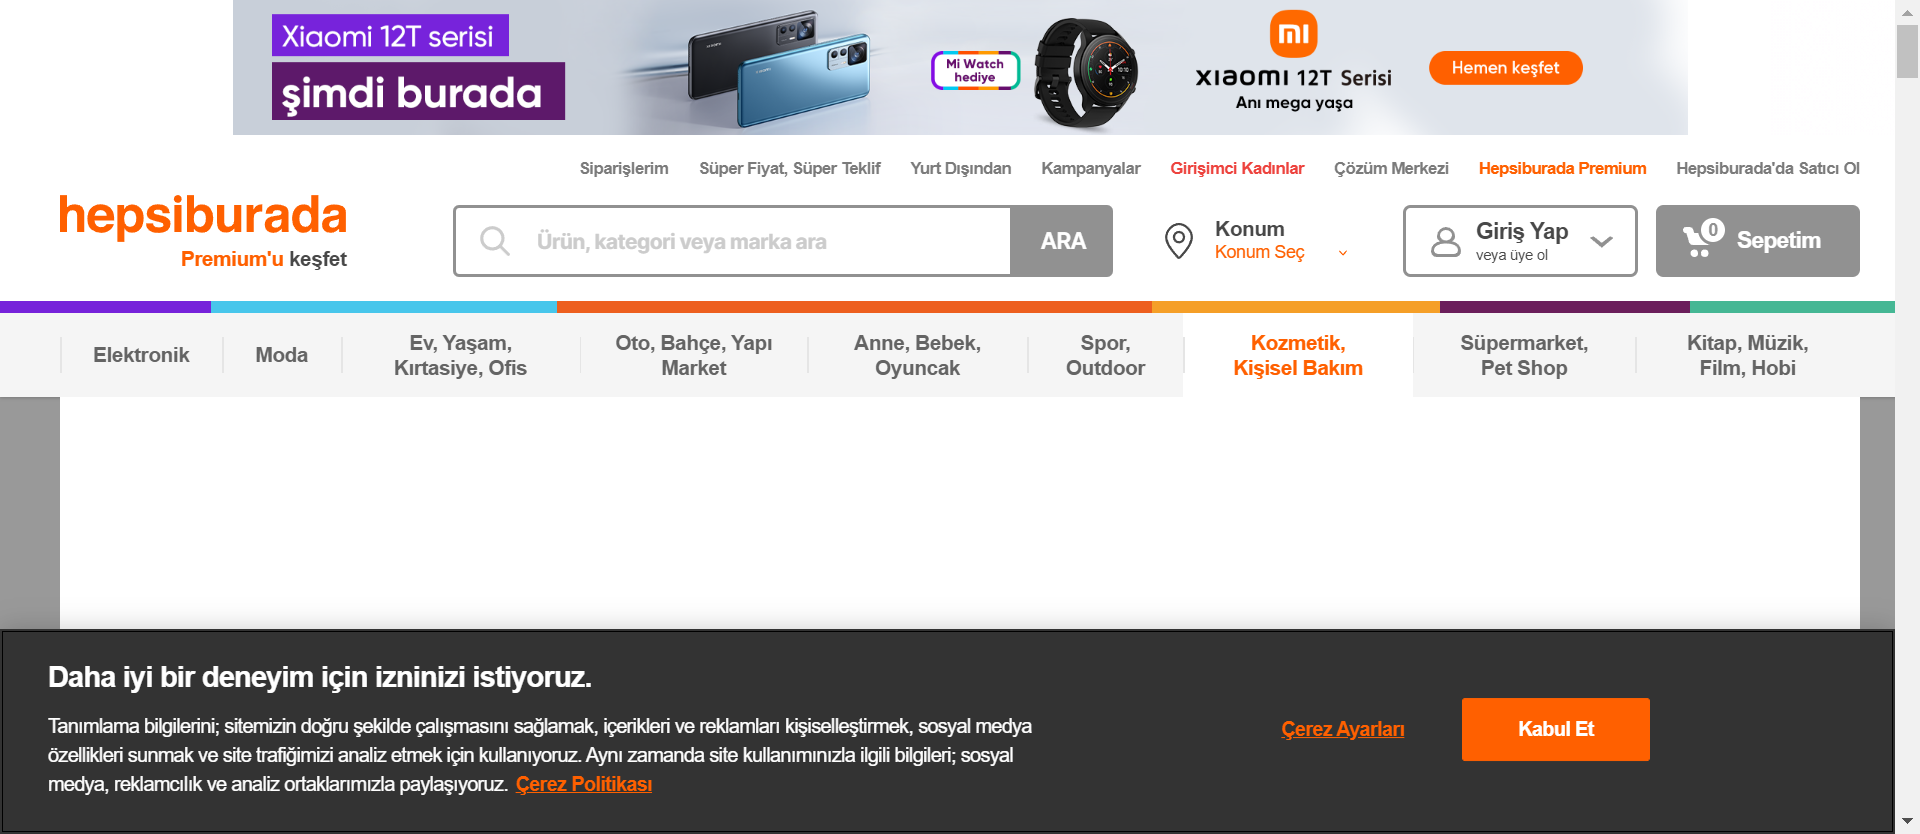 Xiaomi 12T serisi
şimdi burada
Mi Watch
hediye
xiaomi 12T Serisi
Anı mega yaşa
Hemen keşfet
Siparişlerim Süper Fiyat, Süper Teklif Yurt Dışından Kampanyalar Girişimci Kadınlar Çözüm Merkezi Hepsiburada Premium Hepsiburada'da Satıcı Ol
hepsiburada
Premium'u keşfet
Ürün, kategori veya marka ara
ARA
Konum
Konum Seç
Giriş Yap
veya üye ol
0
Sepetim
Elektronik
Moda
Ev, Yaşam,
Kırtasiye, Ofis
Oto, Bahçe, Yapı
Market
Anne, Bebek,
Oyuncak
Spor,
Outdoor
Kozmetik,
Kişisel Bakım
Süpermarket,
Pet Shop
Kitap, Müzik,
Film, Hobi
Daha iyi bir deneyim için izninizi istiyoruz.
Tanımlama bilgilerini; sitemizin doğru şekilde çalışmasını sağlamak, içerikleri ve reklamları kişiselleştirmek, sosyal medya
özellikleri sunmak ve site trafiğimizi analiz etmek için kullanıyoruz. Aynı zamanda site kullanımınızla ilgili bilgileri; sosyal
medya, reklamcılık ve analiz ortaklarımızla paylaşıyoruz. Çerez Politikası
Çerez Ayarları
Kabul Et